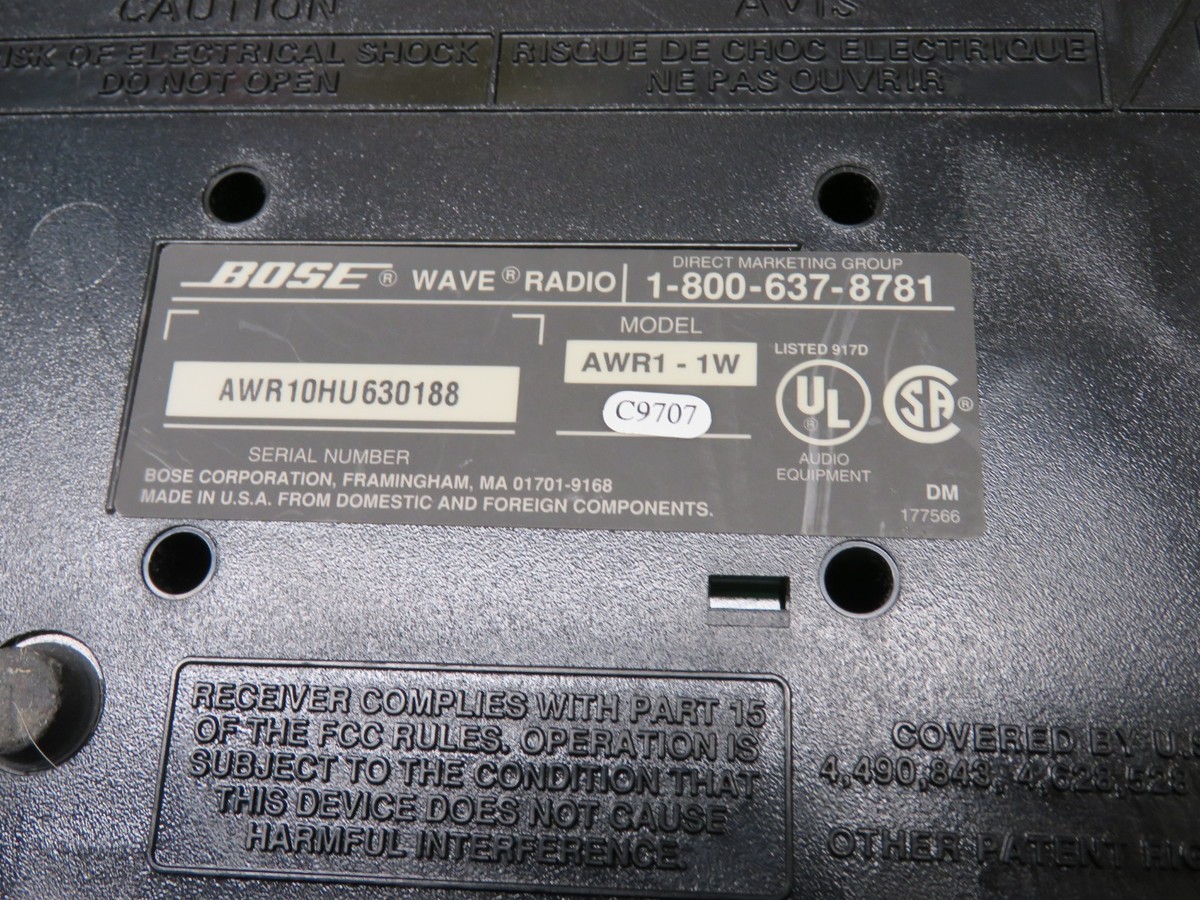 CAUTION
AVIS
RISK OF ELECTRICAL SHOCK
DO NOT OPEN
RISQUE DE CHOC ELECTRIQUE
NE PAS OUVRIR
BOSE® WAVE® RADIO
DIRECT MARKETING GROUP
1-800-637-8781
AWR10HU630188
SERIAL NUMBER
MODEL
AWR1 - 1W
C9707
LISTED 917D
UL®
AUDIO
EQUIPMENT
SA®
BOSE CORPORATION, FRAMINGHAM, MA 01701-9168
MADE IN U.S.A. FROM DOMESTIC AND FOREIGN COMPONENTS.
DM
177566
RECEIVER COMPLIES WITH PART 15
OF THE FCC RULES. OPERATION IS
SUBJECT TO THE CONDITION THAT
THIS DEVICE DOES NOT CAUSE
HARMFUL INTERFERENCE.
COVERED BY U.
4,490,843, 4,628,528
OTHER PATENT